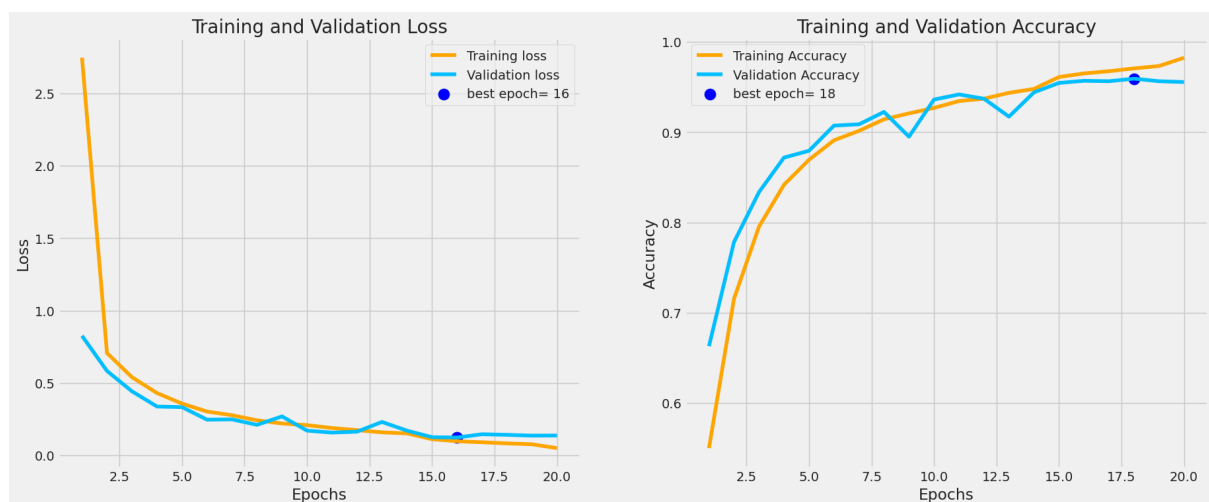 Training and Validation Loss
Training loss
Validation loss
best epoch= 16
2.5
2.0
1.5
1.0
0.5
0.0
Loss
2.5 5.0 7.5 10.0 12.5 15.0 17.5 20.0
Epochs
Training and Validation Accuracy
Training Accuracy
Validation Accuracy
best epoch= 18
1.0
0.9
0.8
0.7
0.6
Accuracy
2.5 5.0 7.5 10.0 12.5 15.0 17.5 20.0
Epochs